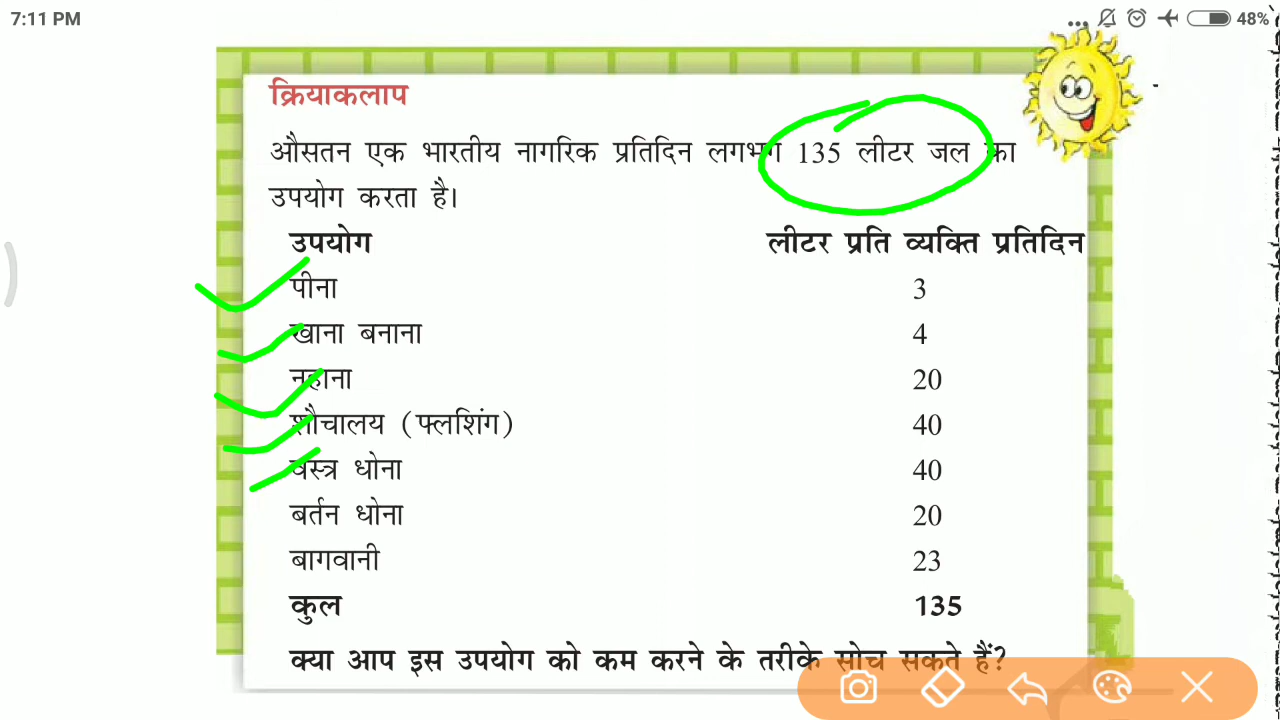 7:11 PM
48%
क्रियाकलाप
औसतन एक भारतीय नागरिक प्रतिदिन लगभग 135 लीटर जल का
उपयोग करता है।
उपयोग लीटर प्रति व्यक्ति प्रतिदिन
पीना 3
खाना बनाना 4
नहाना 20
शौचालय (फ्लशिंग) 40
वस्त्र धोना 40
बर्तन धोना 20
बागवानी 23
कुल 135
क्या आप इस उपयोग को कम करने के तरीके सोच सकते हैं?